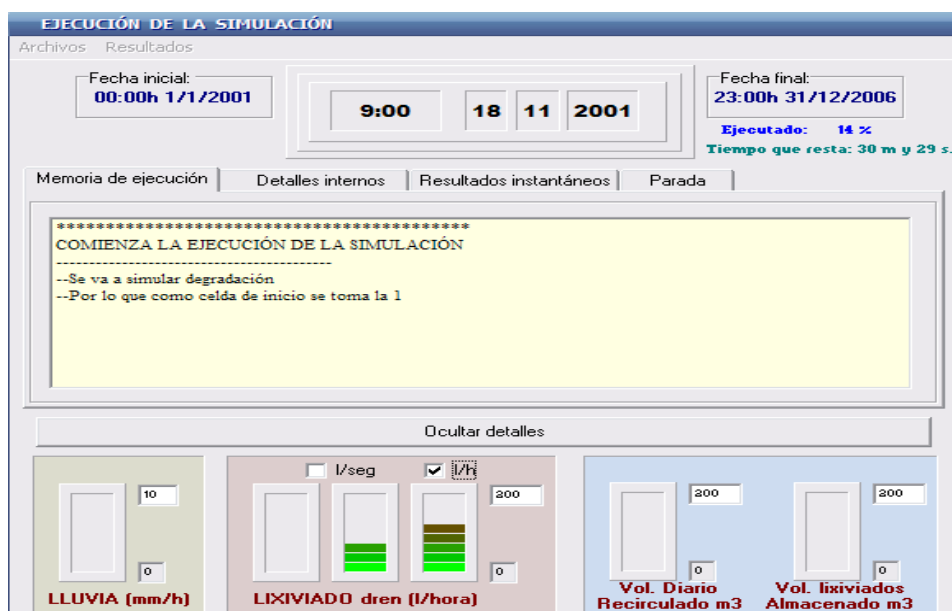 EJECUCIÓN DE LA SIMULACIÓN
Archivos Resultados
Fecha inicial:
00:00h 1/1/2001
9:00 18 11 2001
Fecha final:
23:00h 31/12/2006
Ejecutado: 14 %
Tiempo que resta: 30 m y 29 s.
Memoria de ejecución Detalles internos Resultados instantáneos Parada
******************************************
COMIENZA LA EJECUCIÓN DE LA SIMULACIÓN
----------------------------------------
--Se va a simular degradación
--Por lo que como celda de inicio se toma la 1
Ocultar detalles
10
0
LLUVIA (mm/h)
l/seg l/h
200
0
LIXIVIADO dren (l/hora)
200
0
Vol. Diario
Recirculado m3
200
0
Vol. lixiviados
Almacenado m3